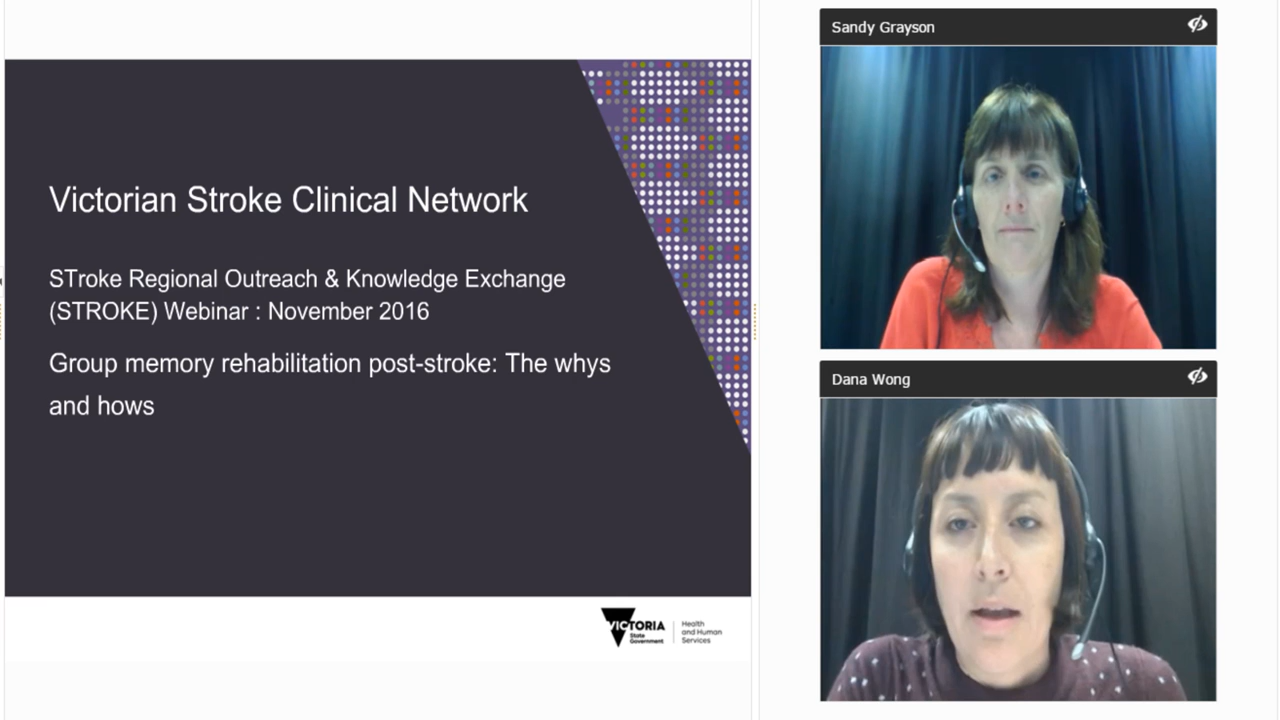 Victorian Stroke Clinical Network
STroke Regional Outreach & Knowledge Exchange
(STROKE) Webinar : November 2016
Group memory rehabilitation post-stroke: The whys
and hows
VICTORIA
State
Government
Health
and Human
Services
Sandy Grayson
Dana Wong